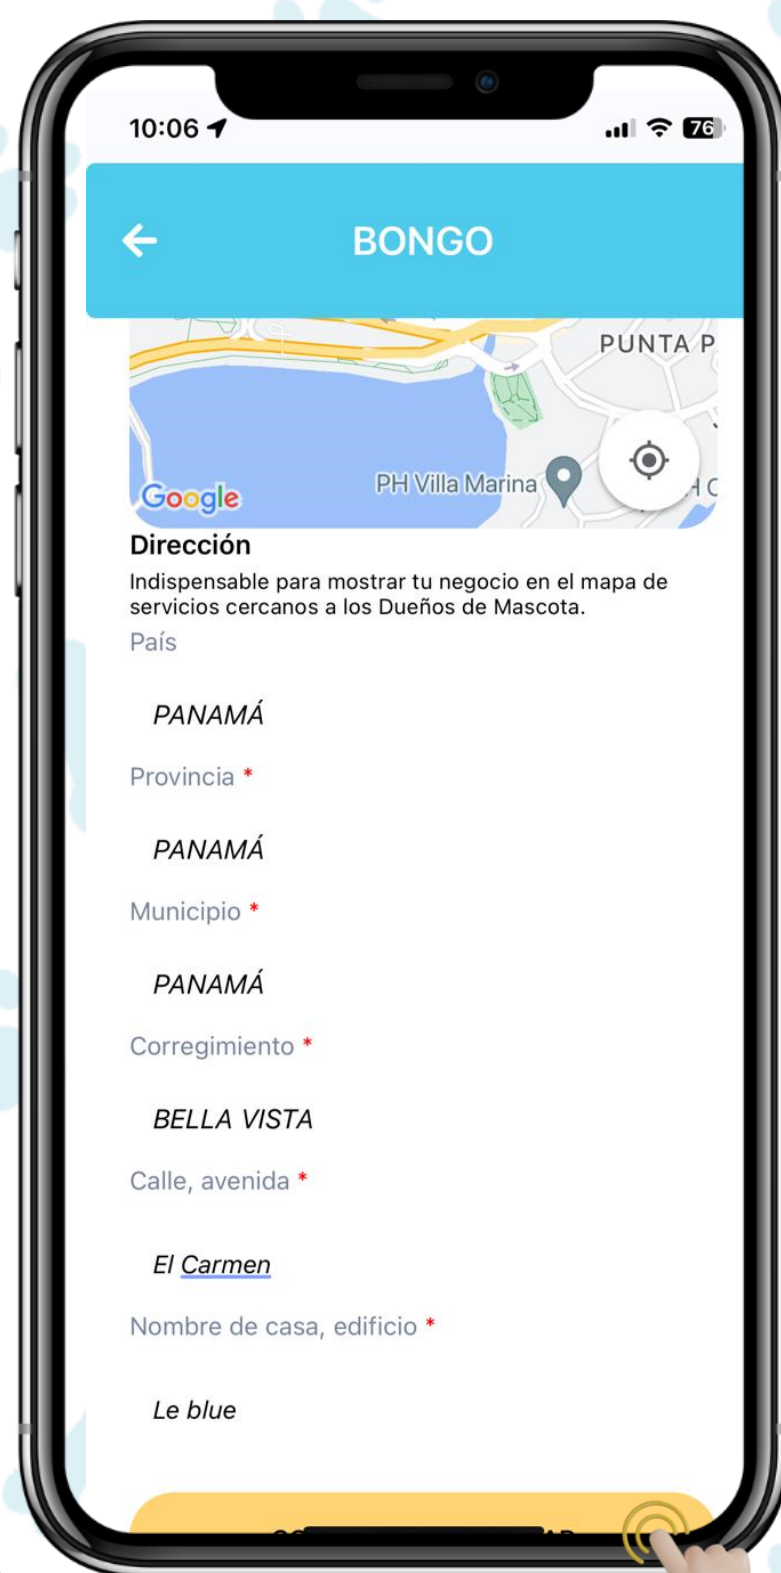 10:06
76
BONGO
PUNTA P
PH Villa Marina
Google
Dirección
Indispensable para mostrar tu negocio en el mapa de
servicios cercanos a los Dueños de Mascota.
País
PANAMÁ
Provincia *
PANAMÁ
Municipio *
PANAMÁ
Corregimiento *
BELLA VISTA
Calle, avenida *
El Carmen
Nombre de casa, edificio *
Le blue